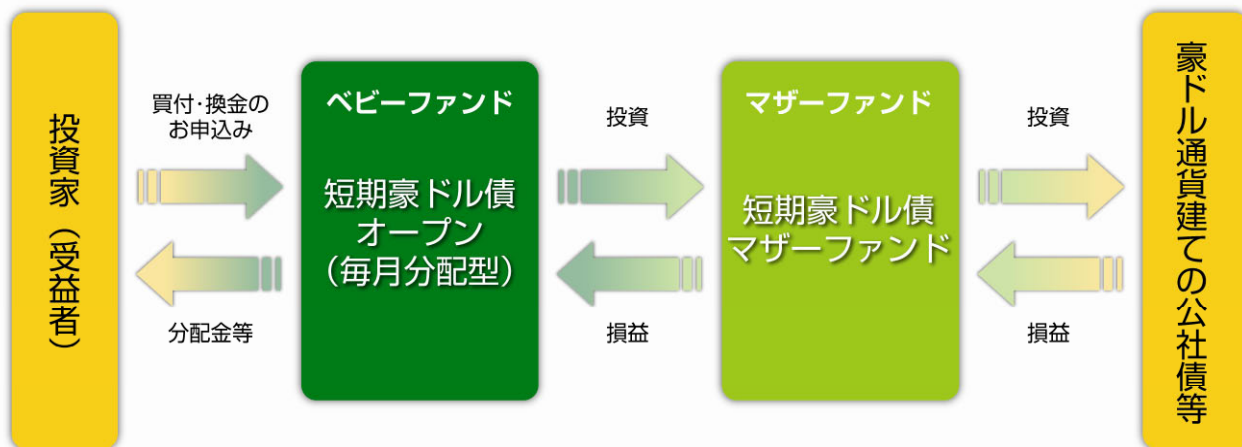 投資家（受益者）
買付・換金の
お申込み
分配金等
ベビーファンド
短期豪ドル債
オープン
（毎月分配型）
投資
損益
マザーファンド
短期豪ドル債
マザーファンド
投資
損益
豪ドル通貨建ての公社債等